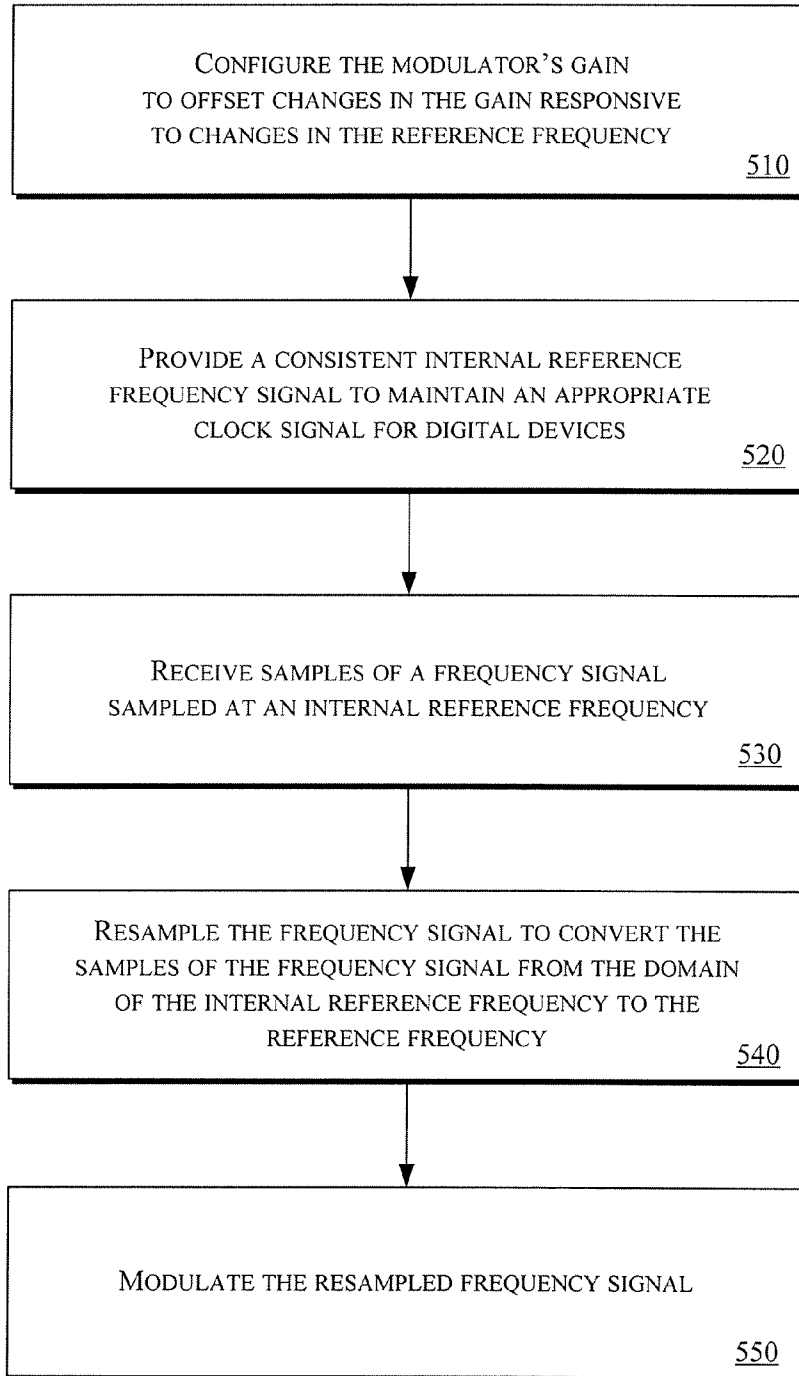 CONFIGURE THE MODULATOR'S GAIN
TO OFFSET CHANGES IN THE GAIN RESPONSIVE
TO CHANGES IN THE REFERENCE FREQUENCY
510
PROVIDE A CONSISTENT INTERNAL REFERENCE
FREQUENCY SIGNAL TO MAINTAIN AN APPROPRIATE
CLOCK SIGNAL FOR DIGITAL DEVICES
520
RECEIVE SAMPLES OF A FREQUENCY SIGNAL
SAMPLED AT AN INTERNAL REFERENCE FREQUENCY
530
RESAMPLE THE FREQUENCY SIGNAL TO CONVERT THE
SAMPLES OF THE FREQUENCY SIGNAL FROM THE DOMAIN
OF THE INTERNAL REFERENCE FREQUENCY TO THE
REFERENCE FREQUENCY
540
MODULATE THE RESAMPLED FREQUENCY SIGNAL
550